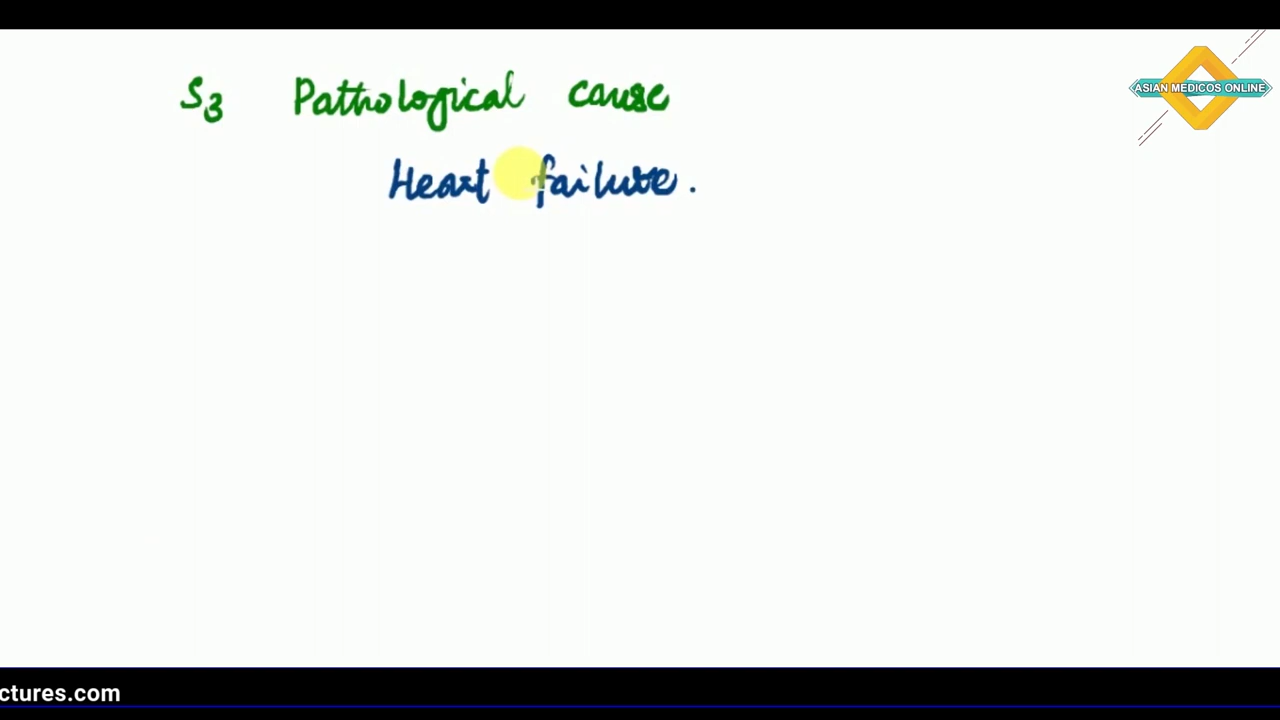 S3 Pathological cause
ASIAN MEDICOS ONLINE
Heart failure.
ctures.com